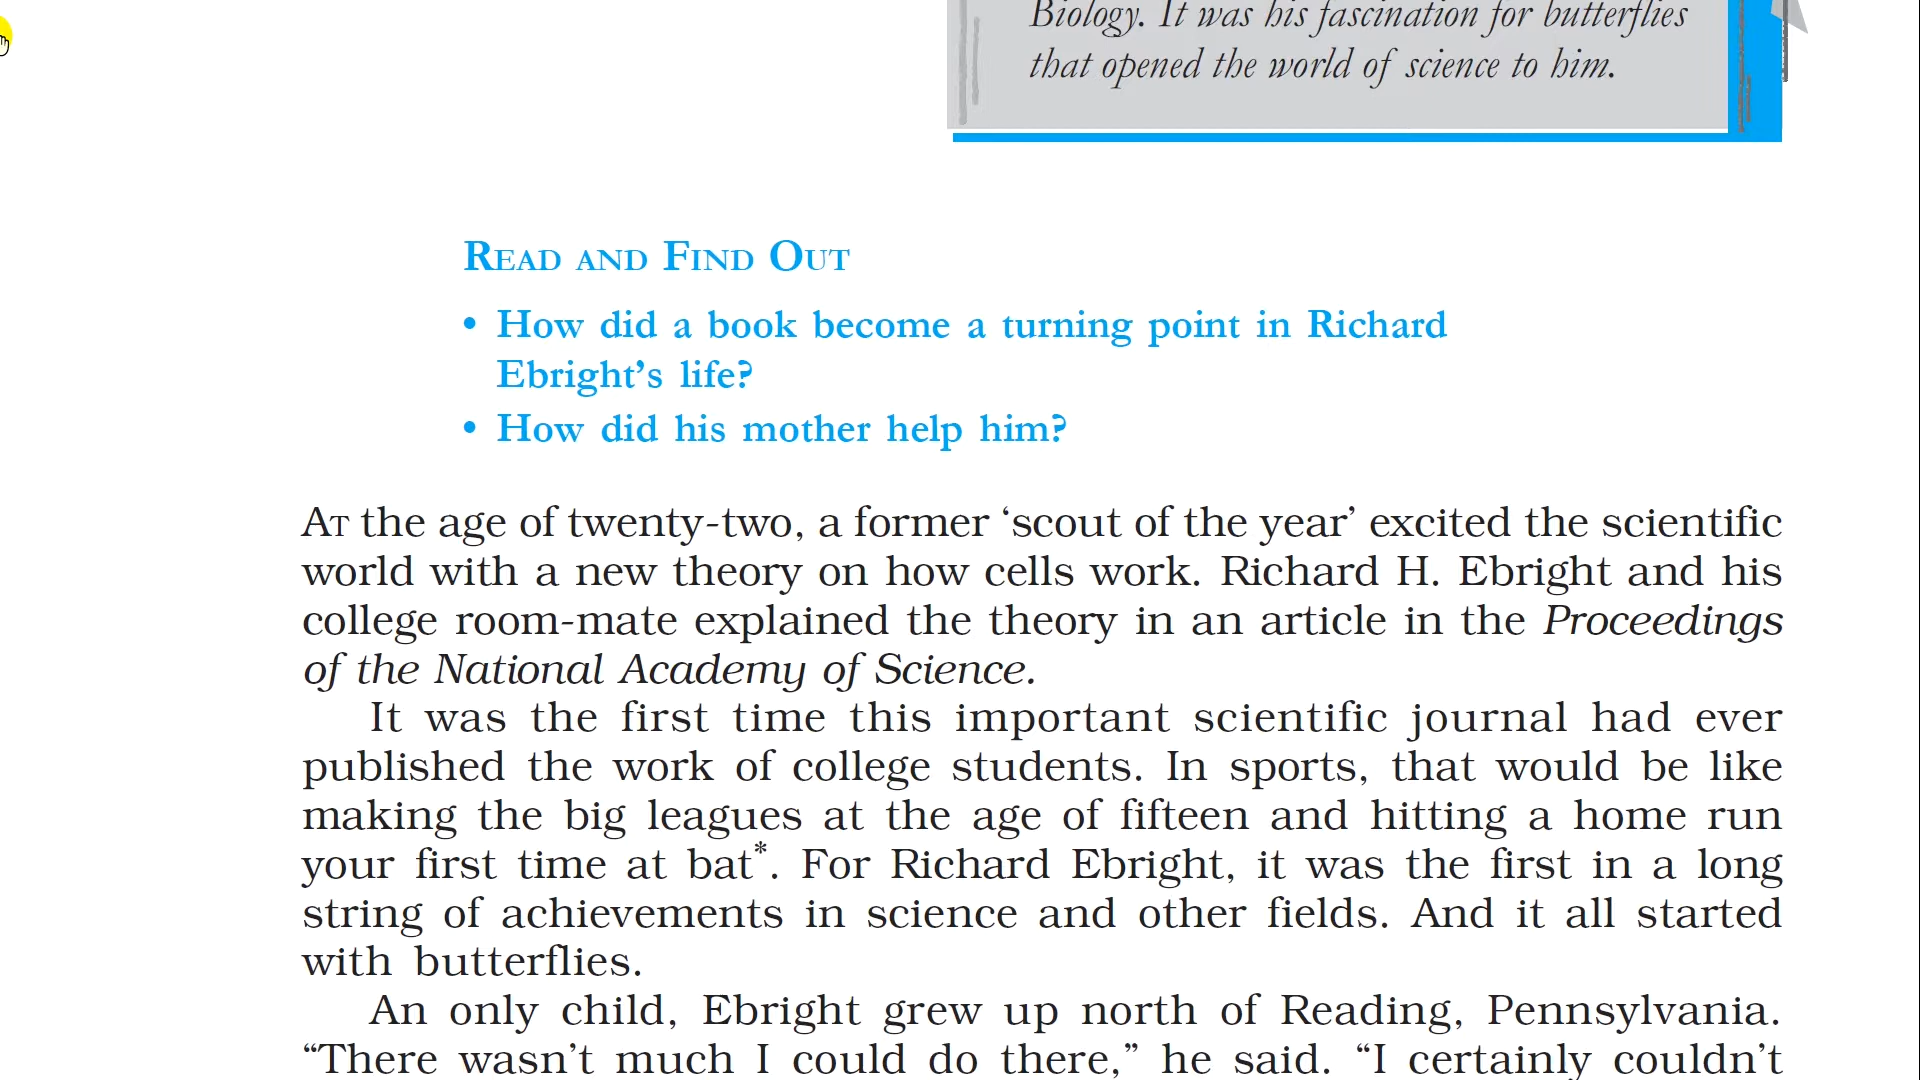 Biology. It was his fascination for butterflies
that opened the world of science to him.
READ AND FIND OUT
• How did a book become a turning point in Richard
Ebright’s life?
• How did his mother help him?
AT the age of twenty-two, a former ‘scout of the year’ excited the scientific
world with a new theory on how cells work. Richard H. Ebright and his
college room-mate explained the theory in an article in the Proceedings
of the National Academy of Science.
It was the first time this important scientific journal had ever
published the work of college students. In sports, that would be like
making the big leagues at the age of fifteen and hitting a home run
your first time at bat*. For Richard Ebright, it was the first in a long
string of achievements in science and other fields. And it all started
with butterflies.
An only child, Ebright grew up north of Reading, Pennsylvania.
“There wasn’t much I could do there,” he said. “I certainly couldn’t